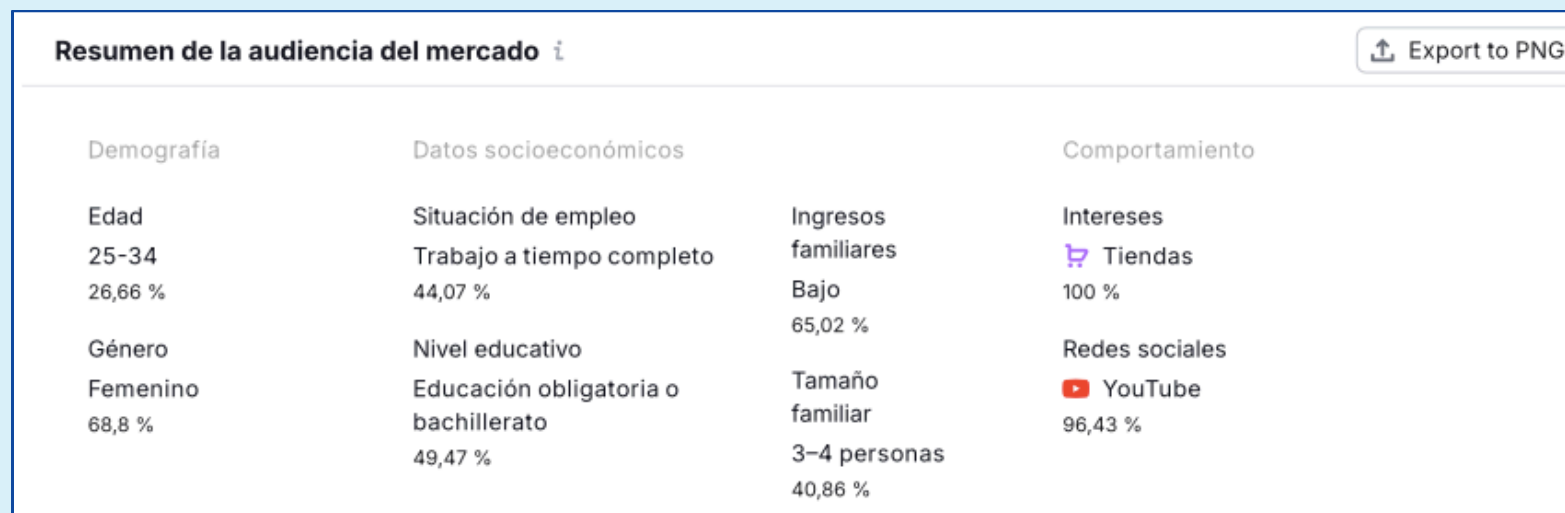 Resumen de la audiencia del mercado i
Export to PNG
Demografía
Edad
25-34
26,66 %
Género
Femenino
68,8 %
Datos socioeconómicos
Situación de empleo
Trabajo a tiempo completo
44,07 %
Nivel educativo
Educación obligatoria o
bachillerato
49,47 %
Ingresos
familiares
Bajo
65,02 %
Tamaño
familiar
3–4 personas
40,86 %
Comportamiento
Intereses
Tiendas
100 %
Redes sociales
YouTube
96,43 %